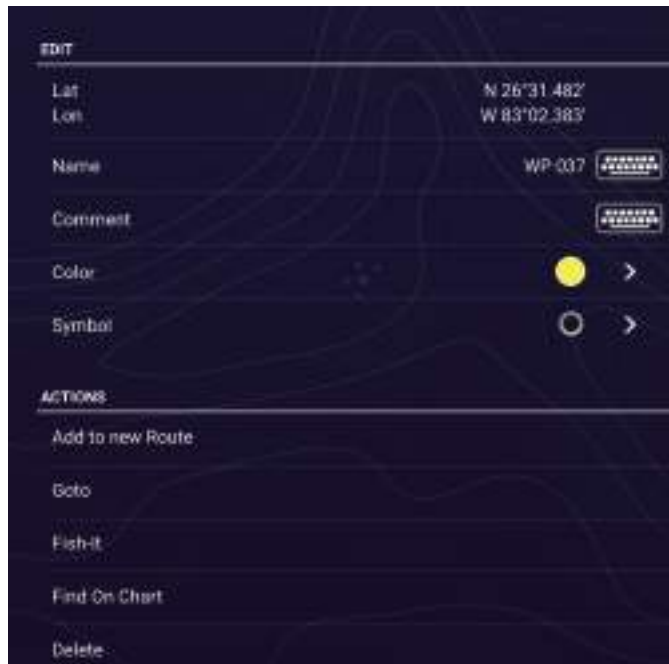 EDIT
Lat N 26°31.482'
Lon W 83°02.383'
Name WP-037
Comment
Color
Symbol
ACTIONS
Add to new Route
Goto
Fish-It
Find On Chart
Delete